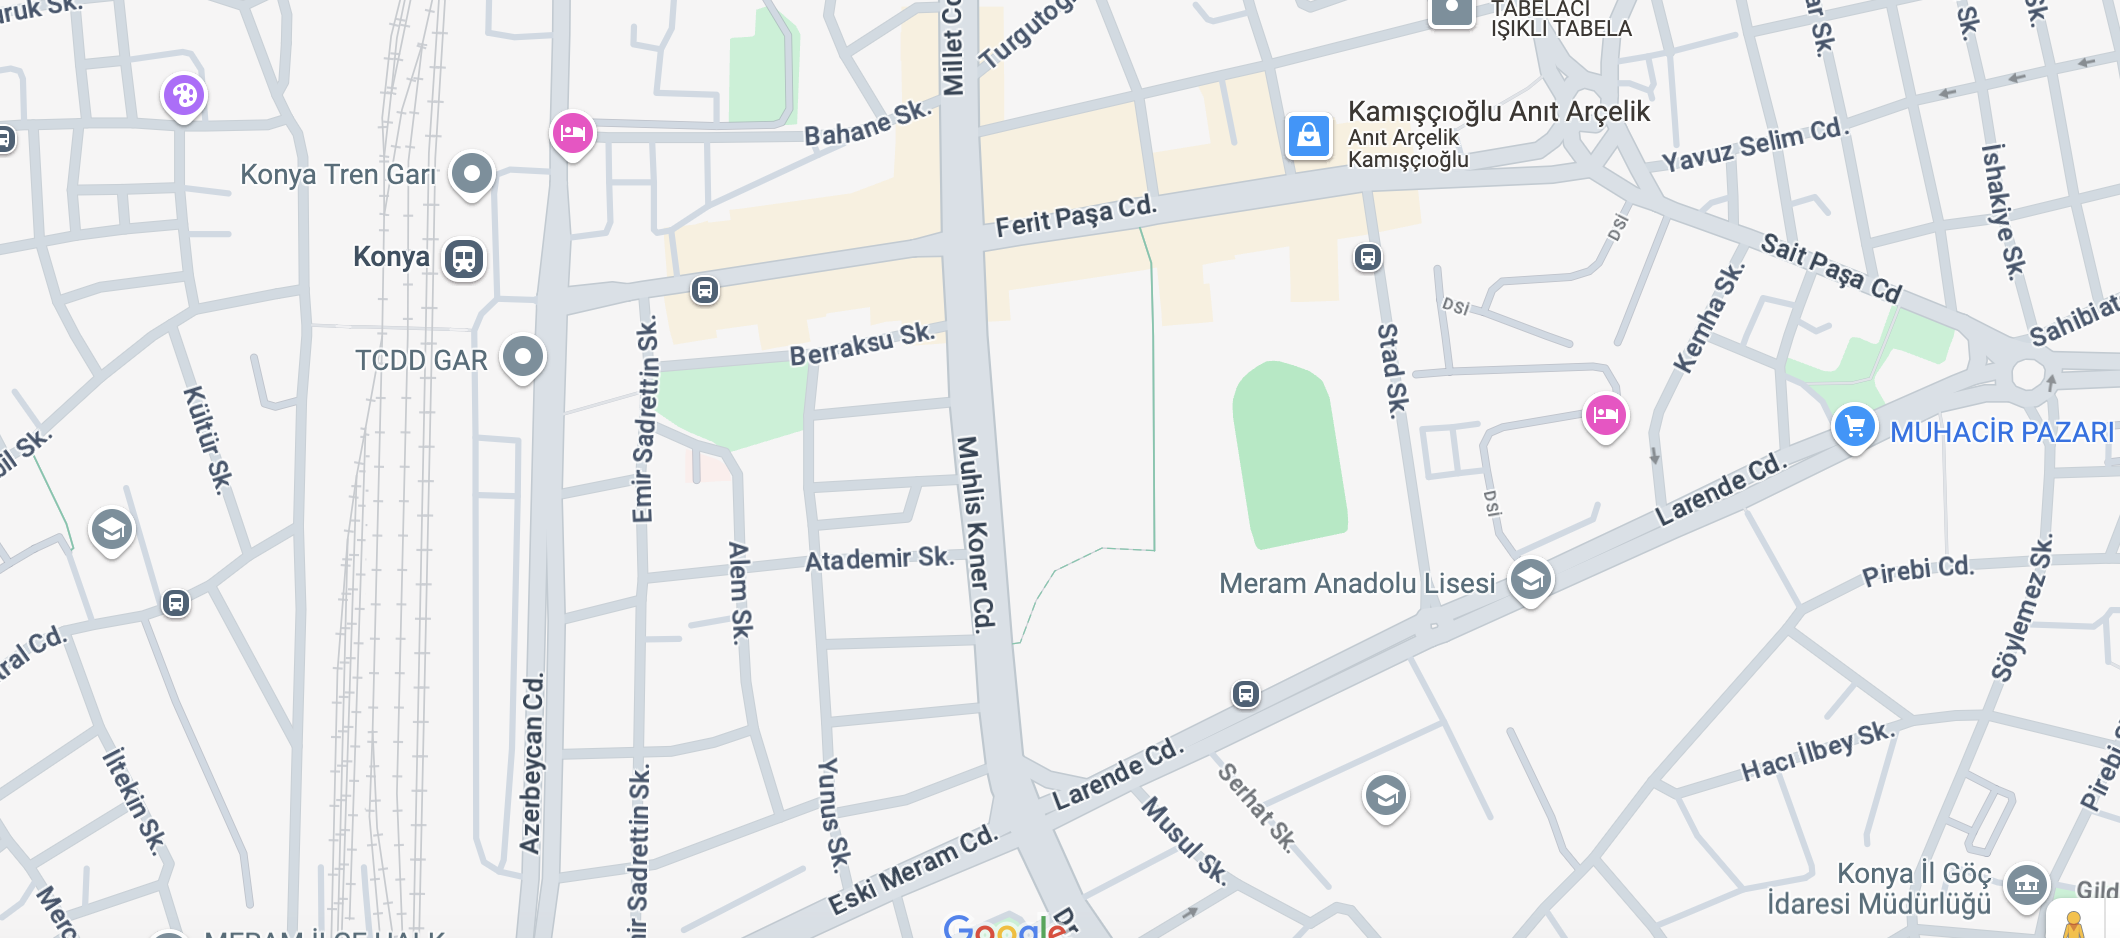 Millet Cd
TABELACI
IŞIKLI TABELA
Bahane Sk.
Kamışçıoğlu Anıt Arçelik
Anıt Arçelik
Kamışçıoğlu
Yavuz Selim Cd.
İshakiye Sk.
Konya Tren Garı
Ferit Paşa Cd.
DSİ
Konya
Sait Paşa Cd
Kemha Sk.
DSİ
Berraksu Sk.
Stad Sk.
TCDD GAR
Emir Sadrettin Sk.
Kültür Sk.
MUHACİR PAZARI
Larende Cd.
Muhlis Koner Cd.
DSİ
Alem Sk.
Atademir Sk.
Meram Anadolu Lisesi
Pirebi Cd.
Söylemez Sk.
Azerbeycan Cd.
Larende Cd.
Hacı İlbey Sk.
İltekin Sk.
Yunus Sk.
Serhat Sk.
Musul Sk.
Eski Meram Cd.
Konya İl Göç
İdaresi Müdürlüğü
Google